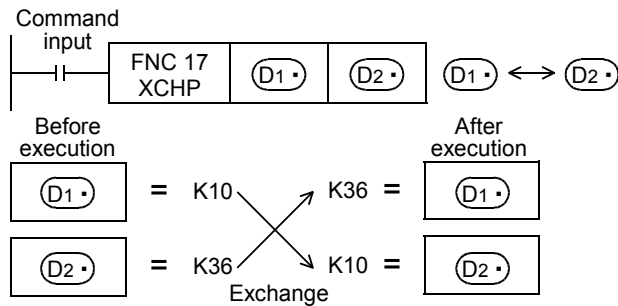 Command
input
FNC 17
XCHP
D1·
D2·
D1· ↔ D2·
Before
execution
After
execution
D1· = K10 K36 = D1·
D2· = K36 K10 = D2·
Exchange